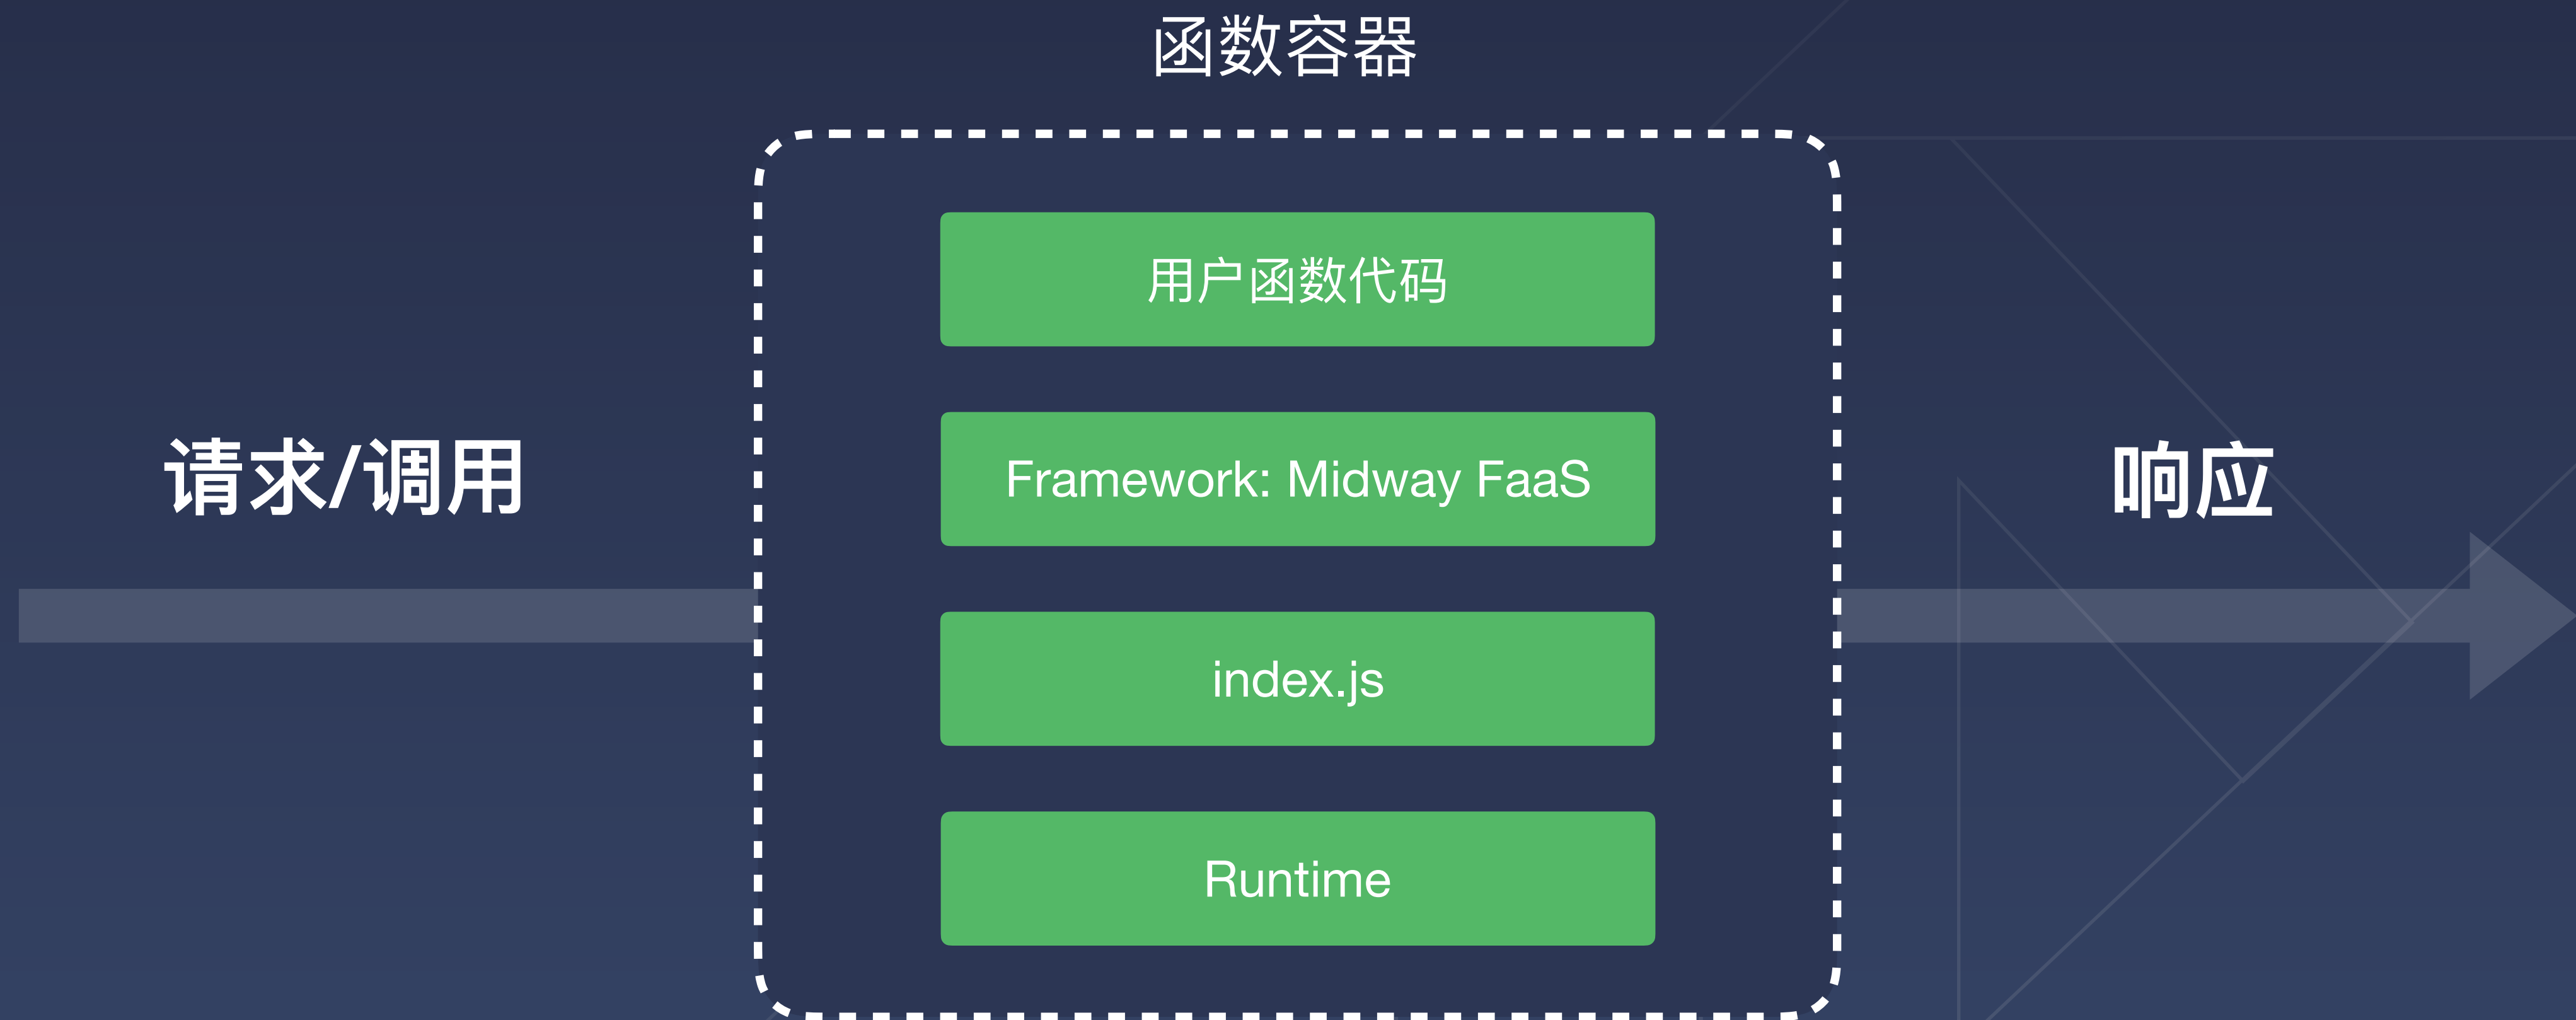 函数容器
用户函数代码
请求/调用
Framework: Midway FaaS
响应
index.js
Runtime